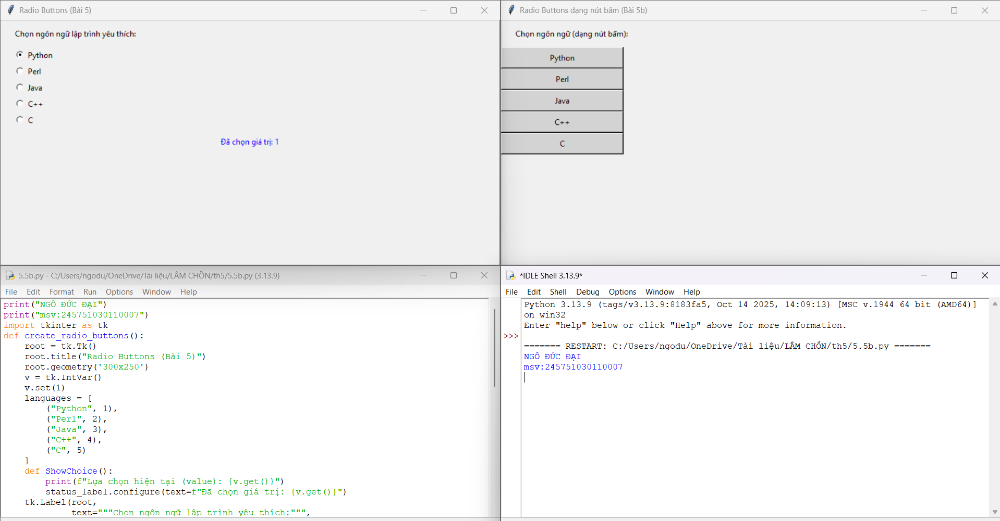 Radio Buttons (Bài 5)
Chọn ngôn ngữ lập trình yêu thích:
Python
Perl
Java
C++
C
Đã chọn giá trị: 1
Radio Buttons dạng nút bấm (Bài 5b)
Chọn ngôn ngữ (dạng nút bấm):
Python
Perl
Java
C++
C
5.5b.py - C:/Users/ngodu/OneDrive/Tài liệu/LÂM CHỒN/th5/5.5b.py (3.13.9)
File Edit Format Run Options Window Help
print("NGÔ ĐỨC ĐẠI")
print("msv:245751030110007")
import tkinter as tk
def create_radio_buttons():
    root = tk.Tk()
    root.title("Radio Buttons (Bài 5)")
    root.geometry('300x250')
    v = tk.IntVar()
    v.set(1)
    languages = [
        ("Python", 1),
        ("Perl", 2),
        ("Java", 3),
        ("C++", 4),
        ("C", 5)
    ]
    def ShowChoice():
        print(f"Lựa chọn hiện tại (value): {v.get()}")
        status_label.configure(text=f"Đã chọn giá trị: {v.get()}")
    tk.Label(root,
             text="""Chọn ngôn ngữ lập trình yêu thích:""",
*IDLE Shell 3.13.9*
File Edit Shell Debug Options Window Help
Python 3.13.9 (tags/v3.13.9:8183fa5, Oct 14 2025, 14:09:13) [MSC v.1944 64 bit (AMD64)]
on win32
Enter "help" below or click "Help" above for more information.
>>>
======= RESTART: C:/Users/ngodu/OneDrive/Tài liệu/LÂM CHỒN/th5/5.5b.py =======
NGÔ ĐỨC ĐẠI
msv:245751030110007